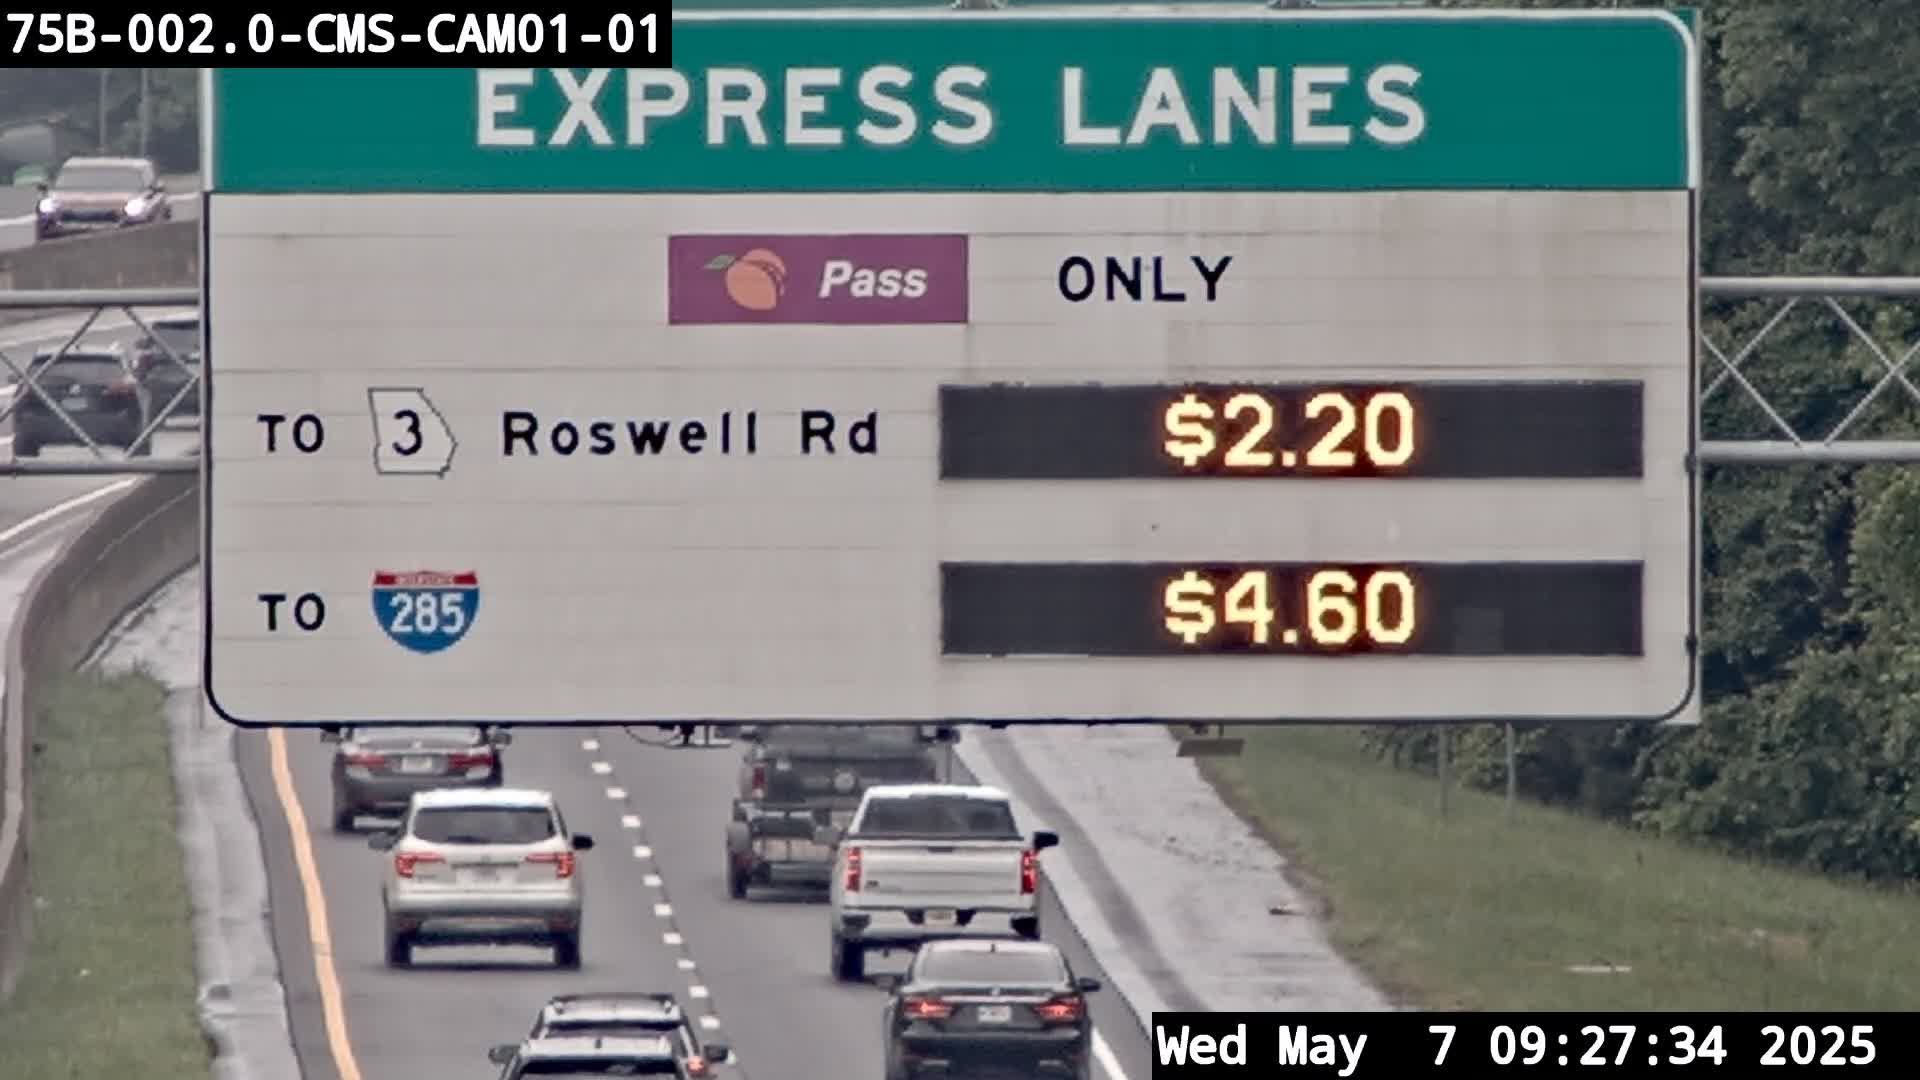 75B-002.0-CMS-CAM01-01
EXPRESS LANES
Pass ONLY
TO 3 Roswell Rd $2.20
TO 285 $4.60
Wed May 7 09:27:34 2025